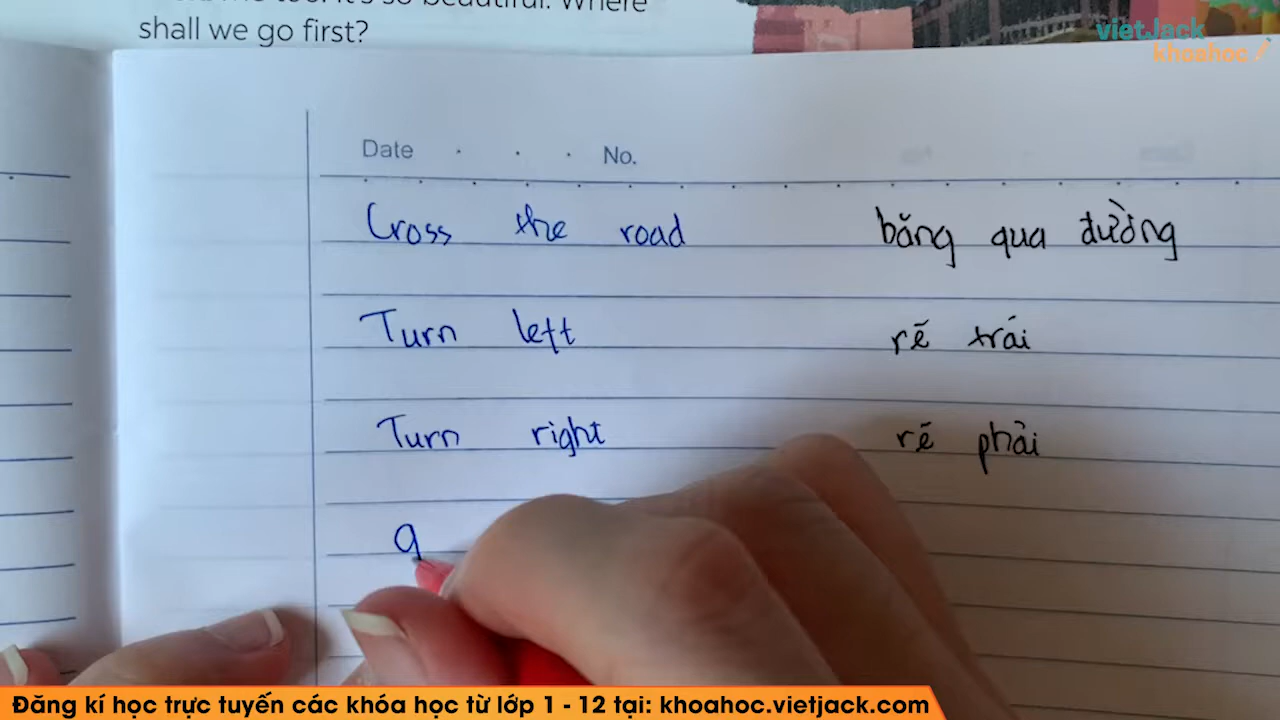 shall we go first?
vietJack
khoahoc
Date . . . No.
Cross the road băng qua đường
Turn left rẽ trái
Turn right rẽ phải
Đăng kí học trực tuyến các khóa học từ lớp 1 - 12 tại: khoahoc.vietjack.com